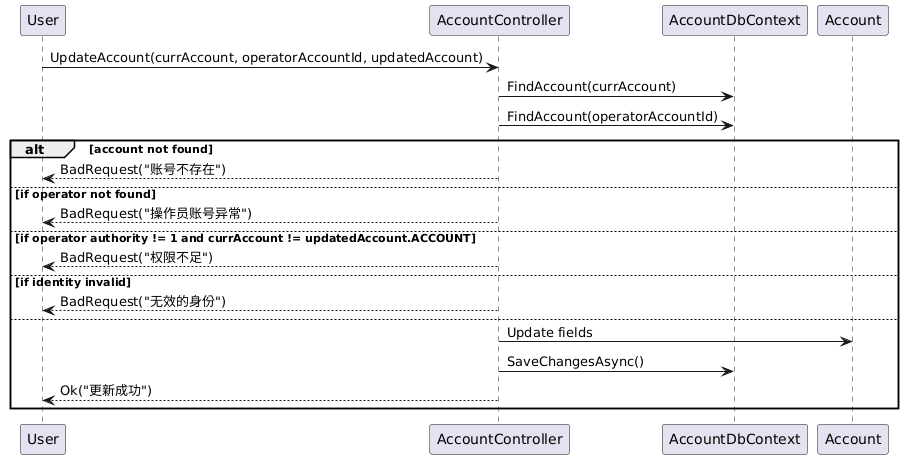 User AccountController AccountDbContext Account
UpdateAccount(currAccount, operatorAccountId, updatedAccount)
FindAccount(currAccount)
FindAccount(operatorAccountId)
alt [account not found]
BadRequest("账号不存在")
[if operator not found]
BadRequest("操作员账号异常")
[if operator authority != 1 and currAccount != updatedAccount.ACCOUNT]
BadRequest("权限不足")
[if identity invalid]
BadRequest("无效的身份")
Update fields
SaveChangesAsync()
Ok("更新成功")
User AccountController AccountDbContext Account